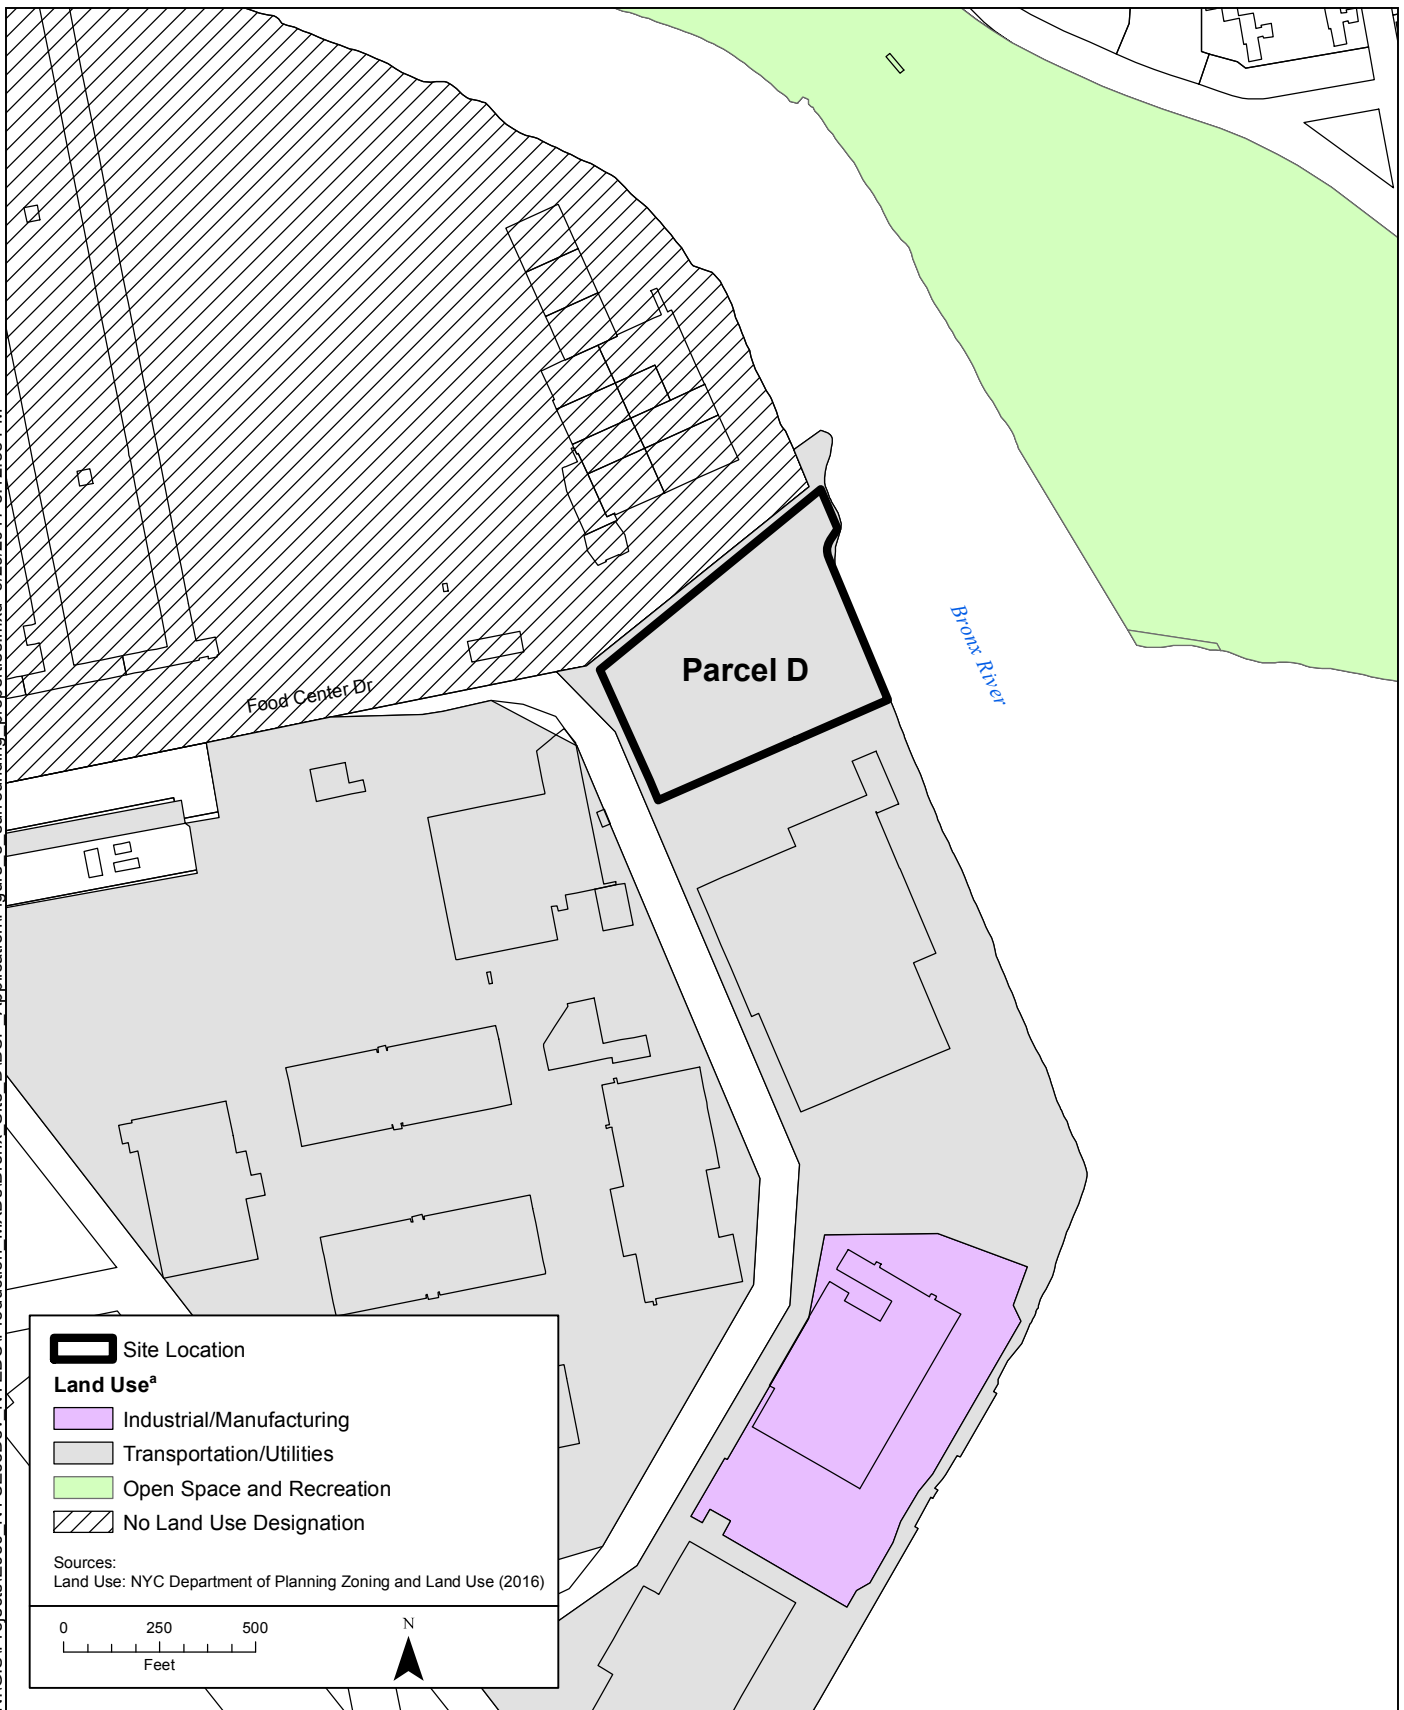 Parcel D
Bronx River
Food Center Dr
Site Location
Land Useᵃ
Industrial/Manufacturing
Transportation/Utilities
Open Space and Recreation
No Land Use Designation
Sources:
Land Use: NYC Department of Planning Zoning and Land Use (2016)
0 250 500
Feet
N